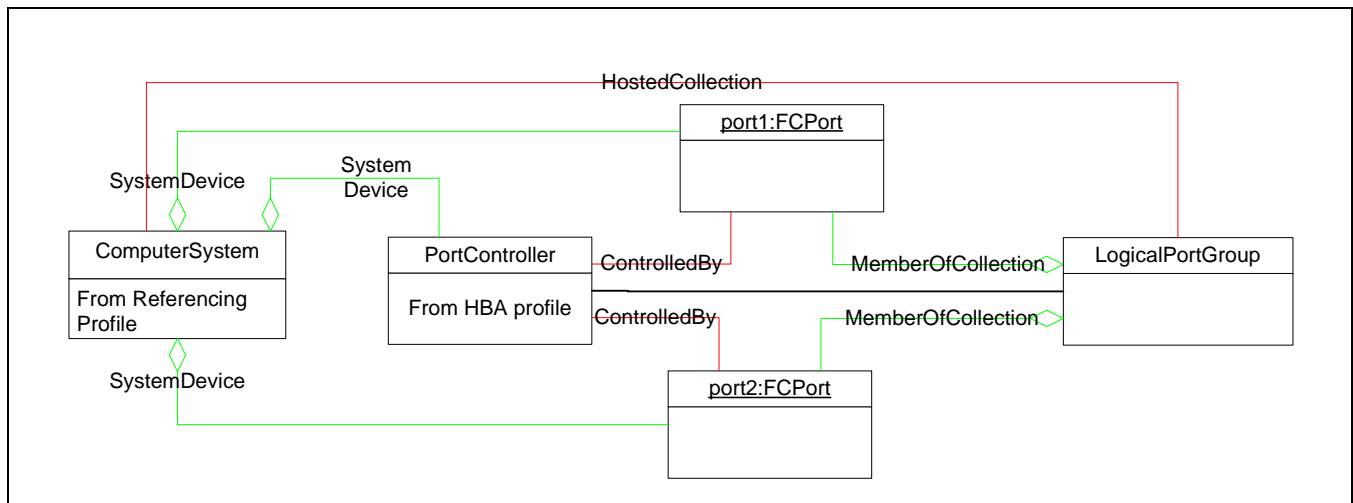 HostedCollection
port1:FCPort
System
Device
SystemDevice
ComputerSystem
From Referencing
Profile
PortController
From HBA profile
ControlledBy
MemberOfCollection
LogicalPortGroup
ControlledBy
MemberOfCollection
SystemDevice
port2:FCPort